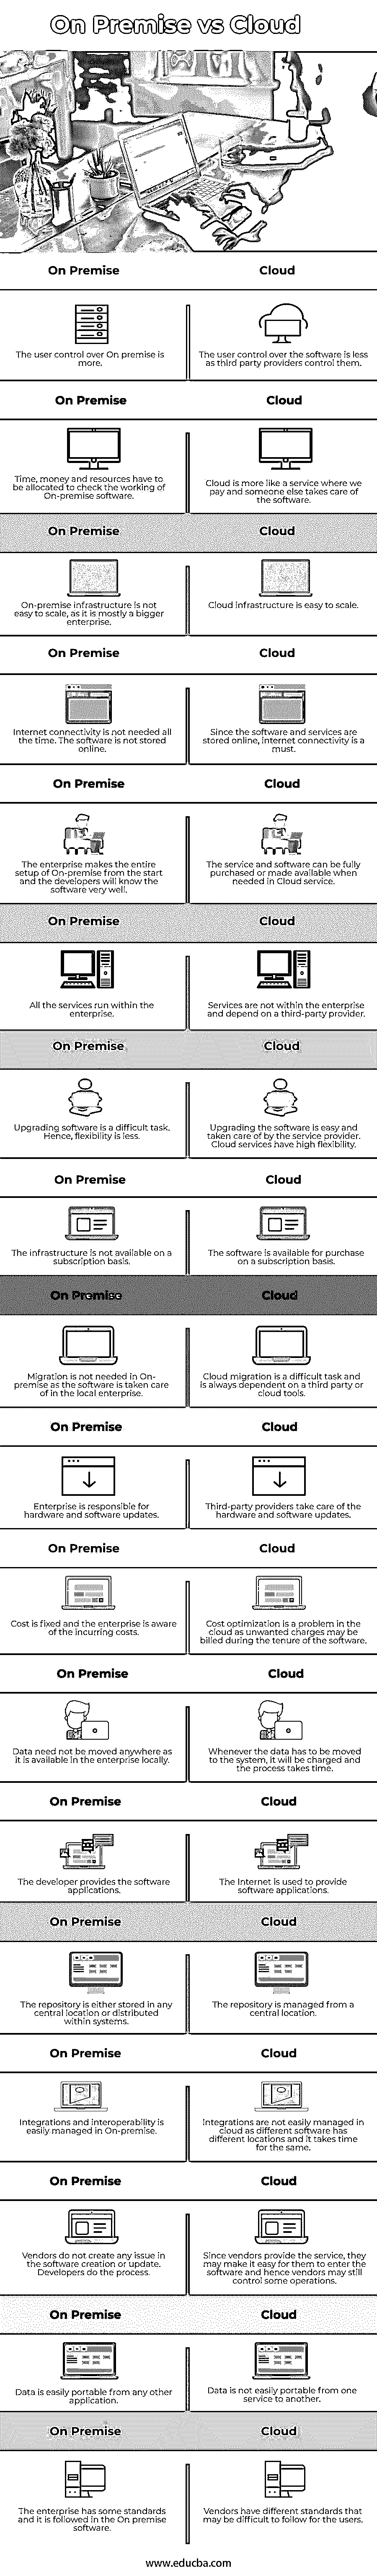 On Premise vs Cloud
On Premise
Cloud
The user control over On premise is
more.
The user control over the software is less
as third party providers control them.
On Premise
Cloud
Time, money and resources have to
be allocated to check the working of
On-premise software.
Cloud is more like a service where we
pay and someone else takes care of
the software.
On Premise
Cloud
On-premise infrastructure is not
easy to scale, as it is mostly a bigger
enterprise.
Cloud infrastructure is easy to scale.
On Premise
Cloud
Internet connectivity is not needed all
the time. The software is not stored
online.
Since the software and services are
stored online, internet connectivity is a
must.
On Premise
Cloud
The enterprise makes the entire
setup of On-premise from the start
and the developers will know the
software very well.
The service and software can be fully
purchased or made available when
needed in Cloud service.
On Premise
Cloud
All the services run within the
enterprise.
Services are not within the enterprise
and depend on a third-party provider.
On Premise
Cloud
Upgrading software is a difficult task.
Hence, flexibility is less.
Upgrading the software is easy and
taken care of by the service provider.
Cloud services have high flexibility.
On Premise
Cloud
The infrastructure is not available on a
subscription basis.
The software is available for purchase
on a subscription basis.
On Premise
Cloud
Migration is not needed in On-
premise as the software is taken care
of in the local enterprise.
Cloud migration is a difficult task and
is always dependent on a third party or
cloud tools.
On Premise
Cloud
Enterprise is responsible for
hardware and software updates.
Third-party providers take care of the
hardware and software updates.
On Premise
Cloud
Cost is fixed and the enterprise is aware
of the incurring costs.
Cost optimization is a problem in the
cloud as unwanted charges may be
billed during the tenure of the software.
On Premise
Cloud
Data need not be moved anywhere as
it is available in the enterprise locally.
Whenever the data has to be moved
to the system, it will be charged and
the process takes time.
On Premise
Cloud
The developer provides the software
applications.
The Internet is used to provide
software applications.
On Premise
Cloud
The repository is either stored in any
central location or distributed
within systems.
The repository is managed from a
central location.
On Premise
Cloud
Integrations and interoperability is
easily managed in On-premise.
Integrations are not easily managed in
cloud as different software has
different locations and it takes time
for the same.
On Premise
Cloud
Vendors do not create any issue in
the software creation or update.
Developers do the process.
Since vendors provide the service, they
may make it easy for them to enter the
software and hence vendors may still
control some operations.
On Premise
Cloud
Data is easily portable from any other
application.
Data is not easily portable from one
service to another.
On Premise
Cloud
The enterprise has some standards
and it is followed in the On premise
software.
Vendors have different standards that
may be difficult to follow for the users.
www.educba.com